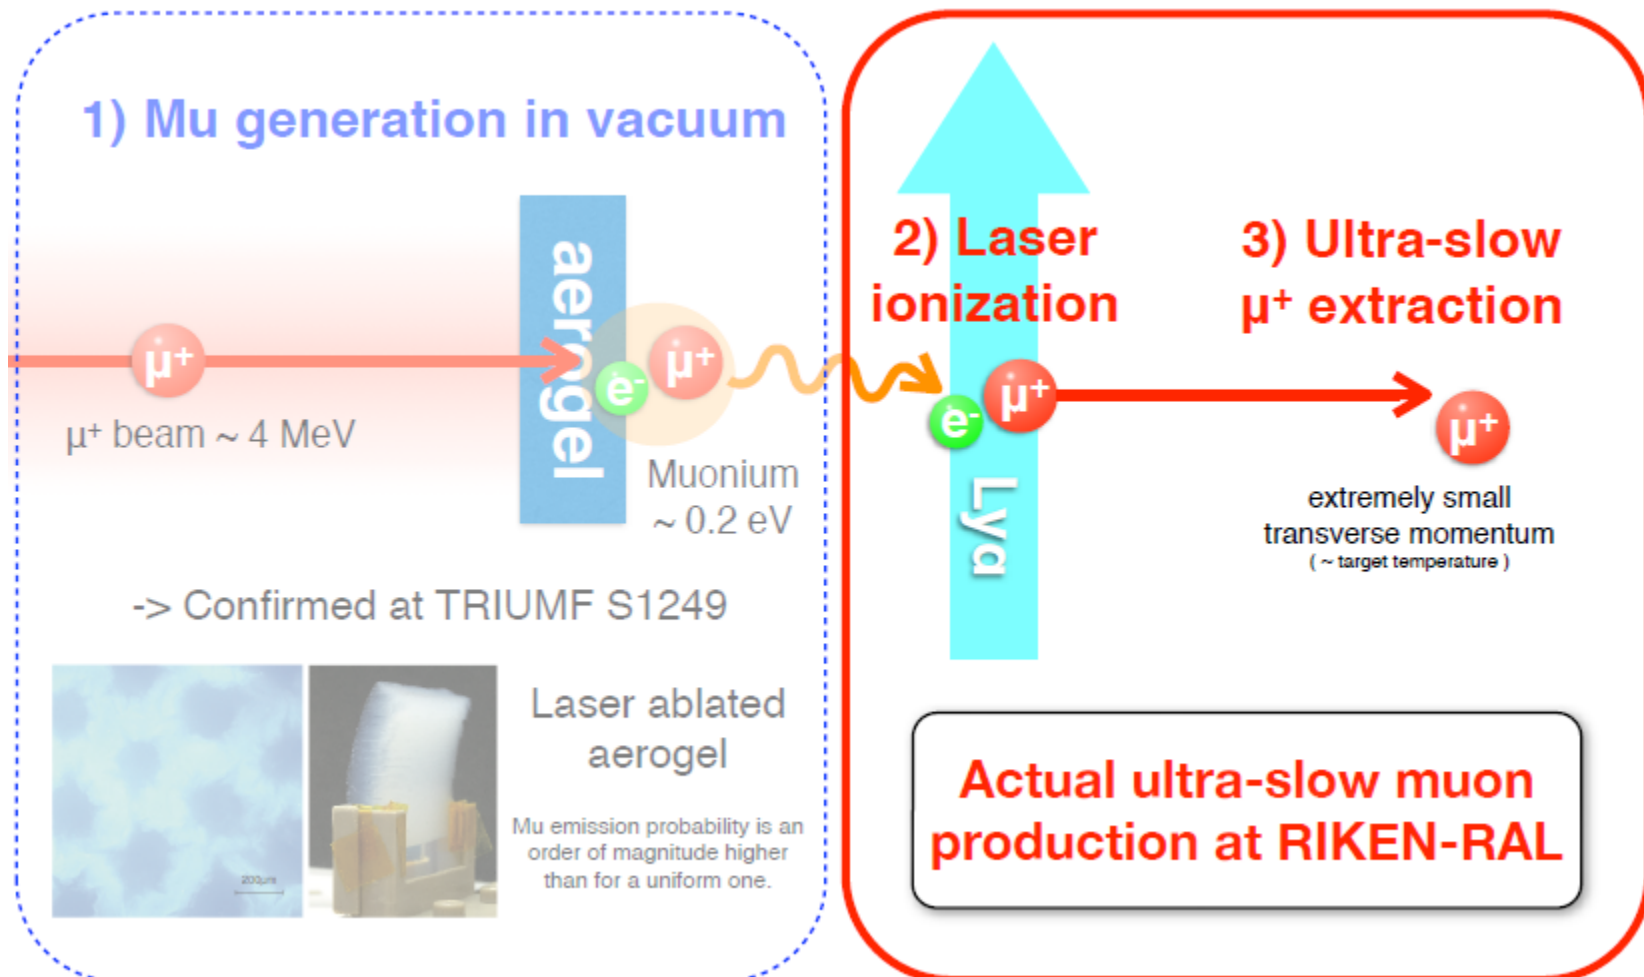 1) Mu generation in vacuum
aerogel
μ+
e-
μ+
μ+ beam ~ 4 MeV
Muonium
~ 0.2 eV
-> Confirmed at TRIUMF S1249
200μm
Laser ablated
aerogel
Mu emission probability is an
order of magnitude higher
than for a uniform one.
2) Laser
ionization
3) Ultra-slow
μ+ extraction
e-
μ+
μ+
Lyα
extremely small
transverse momentum
( ~ target temperature )
Actual ultra-slow muon
production at RIKEN-RAL